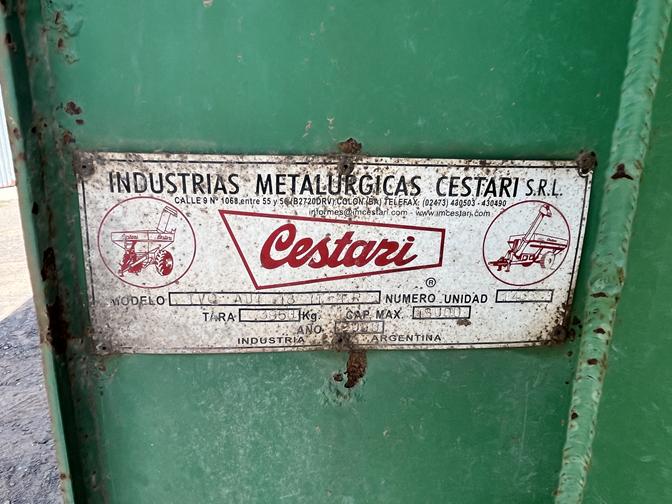 INDUSTRIAS METALURGICAS CESTARI S.R.L.
CALLE 9 Nº 1068, entre 55 y 56 (B2720DRV) COLON (BA) TELEFAX: (02473) 430503 - 430490
informes@imcestari.com - www.imcestari.com
Cestari
®
MODELO NUMERO UNIDAD
TARA Kg. CAP. MAX.
AÑO
INDUSTRIA ARGENTINA